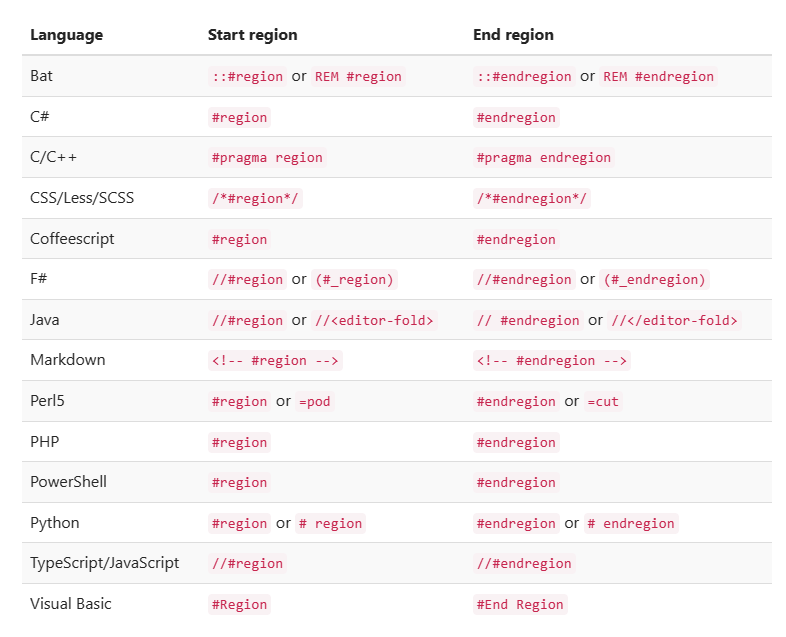 Language Start region End region
Bat ::#region or REM #region ::#endregion or REM #endregion
C# #region #endregion
C/C++ #pragma region #pragma endregion
CSS/Less/SCSS /*#region*/ /*#endregion*/
Coffeescript #region #endregion
F# //#region or (#_region) //#endregion or (#_endregion)
Java //#region or //<editor-fold> // #endregion or //</editor-fold>
Markdown <!-- #region --> <!-- #endregion -->
Perl5 #region or =pod #endregion or =cut
PHP #region #endregion
PowerShell #region #endregion
Python #region or # region #endregion or # endregion
TypeScript/JavaScript //#region //#endregion
Visual Basic #Region #End Region